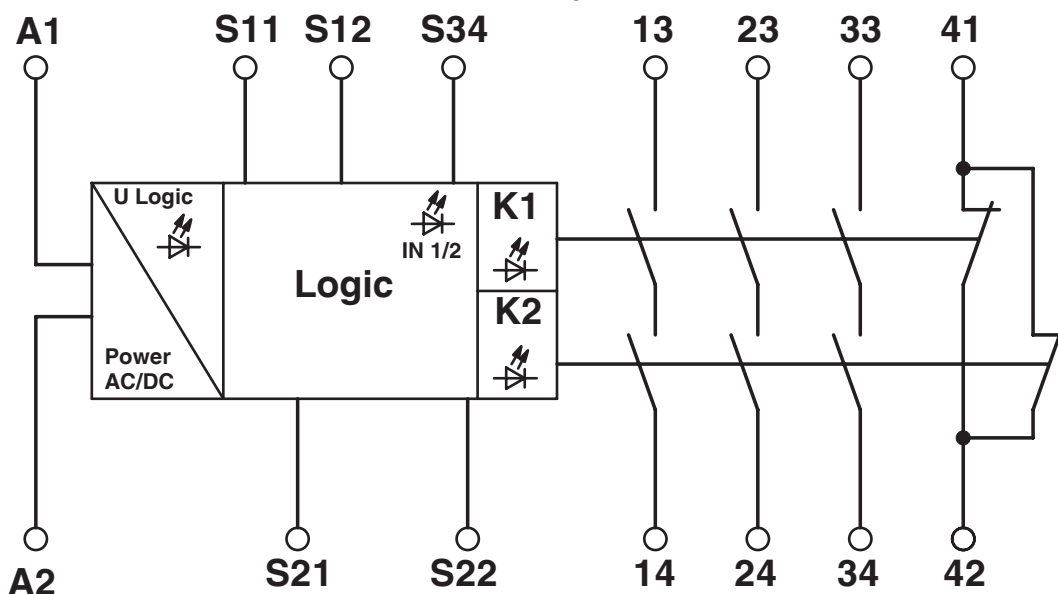 A1 S11 S12 S34 13 23 33 41
U Logic
K1
IN 1/2
Logic
K2
Power
AC/DC
A2 S21 S22 14 24 34 42